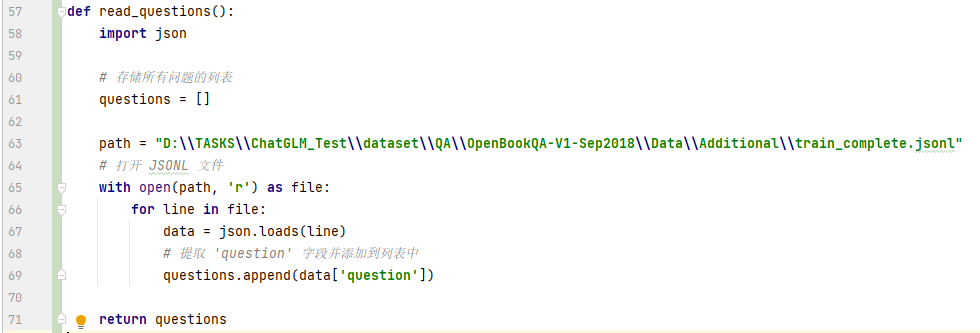 57 def read_questions():
58     import json
59
60     # 存储所有问题的列表
61     questions = []
62
63     path = "D:\\TASKS\\ChatGLM_Test\\dataset\\QA\\OpenBookQA-V1-Sep2018\\Data\\Additional\\train_complete.jsonl"
64     # 打开 JSONL 文件
65     with open(path, 'r') as file:
66         for line in file:
67             data = json.loads(line)
68             # 提取 'question' 字段并添加到列表中
69             questions.append(data['question'])
70
71     return questions